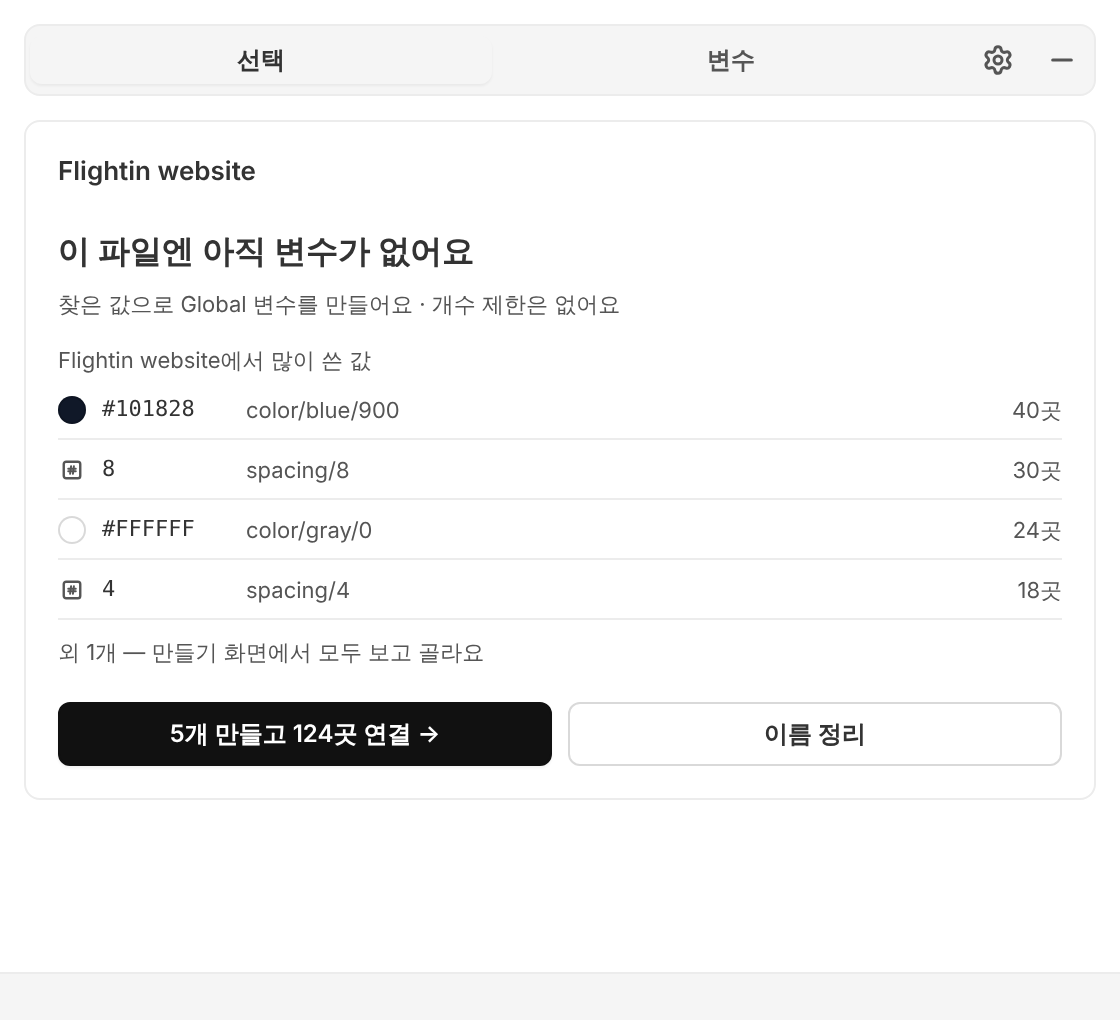 선택 변수
Flightin website
이 파일엔 아직 변수가 없어요
찾은 값으로 Global 변수를 만들어요 · 개수 제한은 없어요
Flightin website에서 많이 쓴 값
#101828 color/blue/900 40곳
# 8 spacing/8 30곳
#FFFFFF color/gray/0 24곳
# 4 spacing/4 18곳
외 1개 — 만들기 화면에서 모두 보고 골라요
5개 만들고 124곳 연결 → 이름 정리